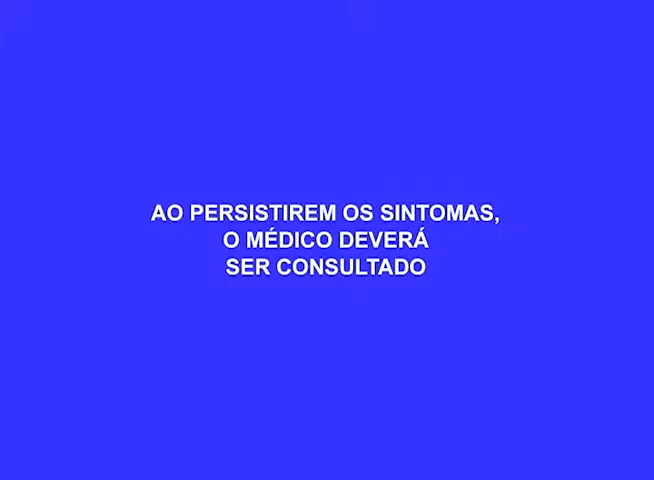 AO PERSISTIREM OS SINTOMAS,
O MÉDICO DEVERÁ
SER CONSULTADO